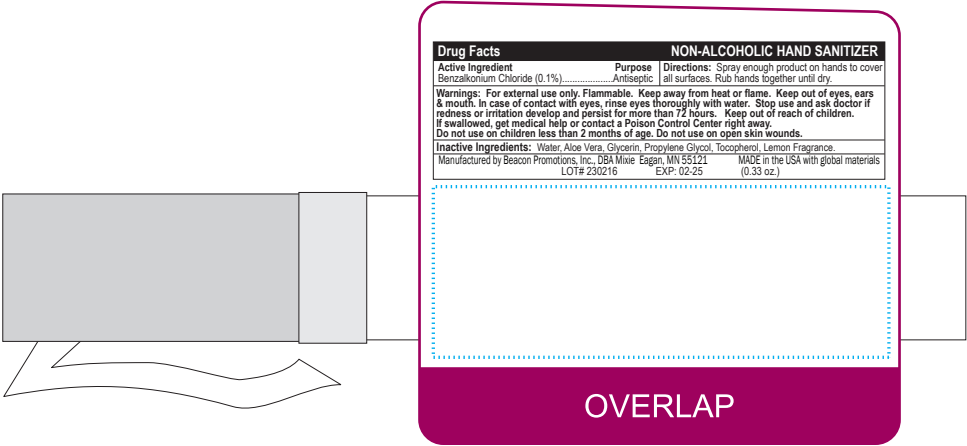 Drug Facts NON-ALCOHOLIC HAND SANITIZER
Active Ingredient Purpose
Benzalkonium Chloride (0.1%)....................Antiseptic
Directions: Spray enough product on hands to cover
all surfaces. Rub hands together until dry.
Warnings: For external use only. Flammable. Keep away from heat or flame. Keep out of eyes, ears
& mouth. In case of contact with eyes, rinse eyes thoroughly with water. Stop use and ask doctor if
redness or irritation develop and persist for more than 72 hours. Keep out of reach of children.
If swallowed, get medical help or contact a Poison Control Center right away.
Do not use on children less than 2 months of age. Do not use on open skin wounds.
Inactive Ingredients: Water, Aloe Vera, Glycerin, Propylene Glycol, Tocopherol, Lemon Fragrance.
Manufactured by Beacon Promotions, Inc., DBA Mixie Eagan, MN 55121 MADE in the USA with global materials
LOT# 230216 EXP: 02-25 (0.33 oz.)
OVERLAP